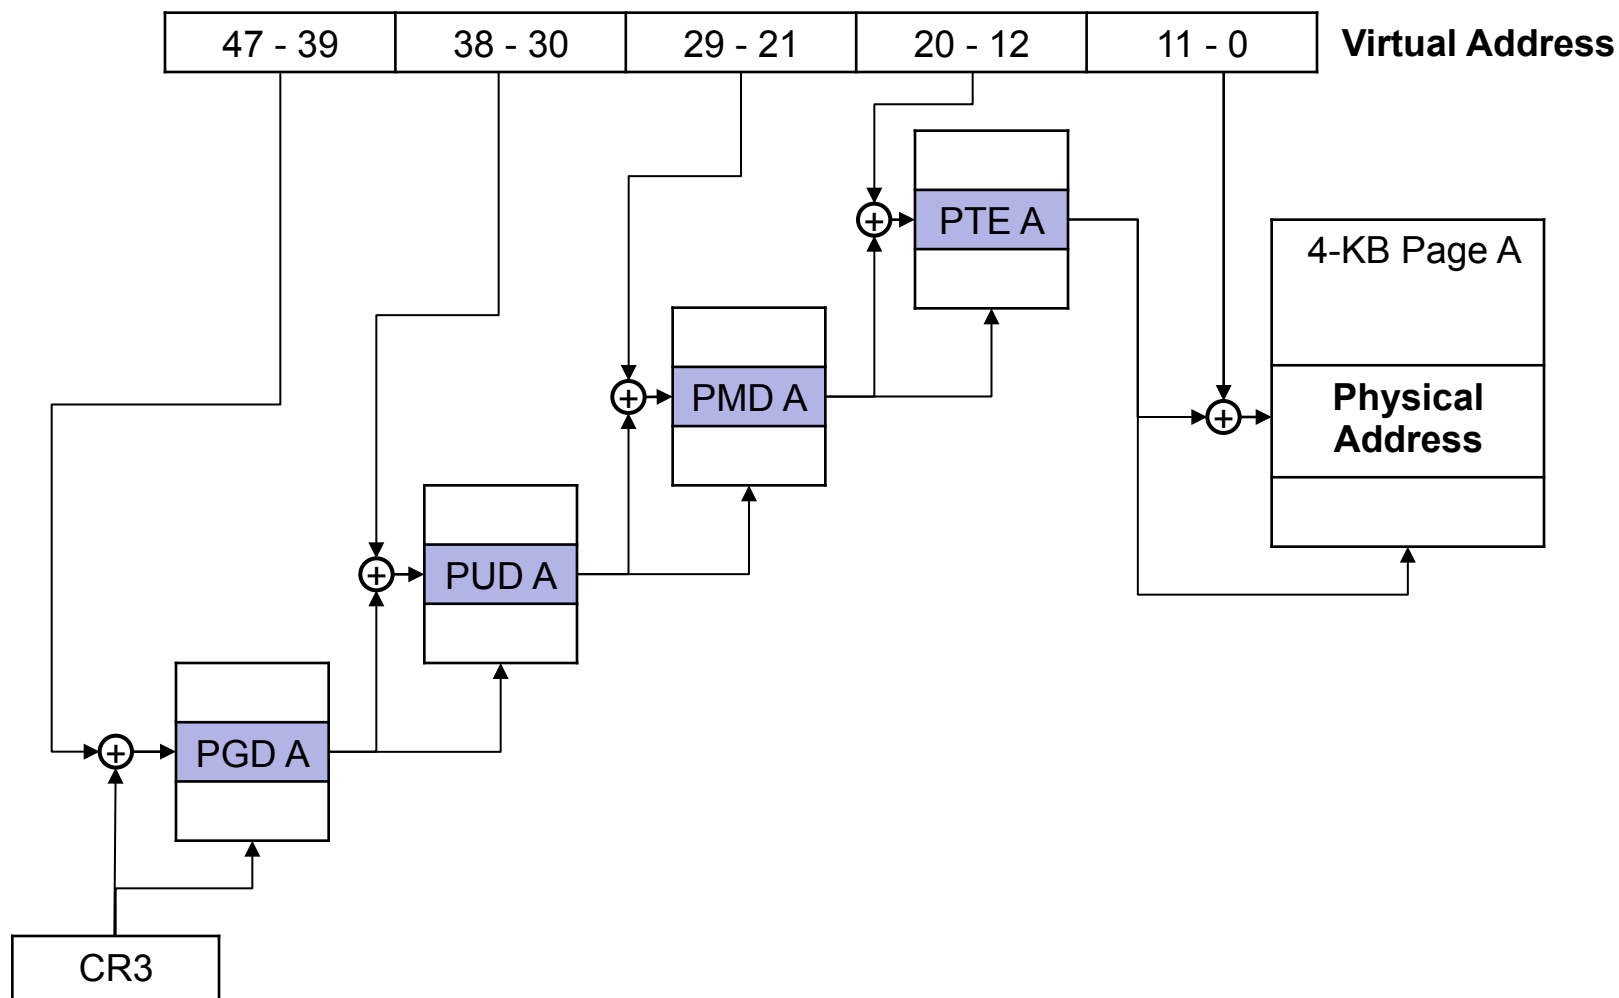 47 - 39
38 - 30
29 - 21
20 - 12
11 - 0
Virtual Address
PTE A
4-KB Page A
PMD A
Physical
Address
PUD A
PGD A
CR3
+
+
+
+
+